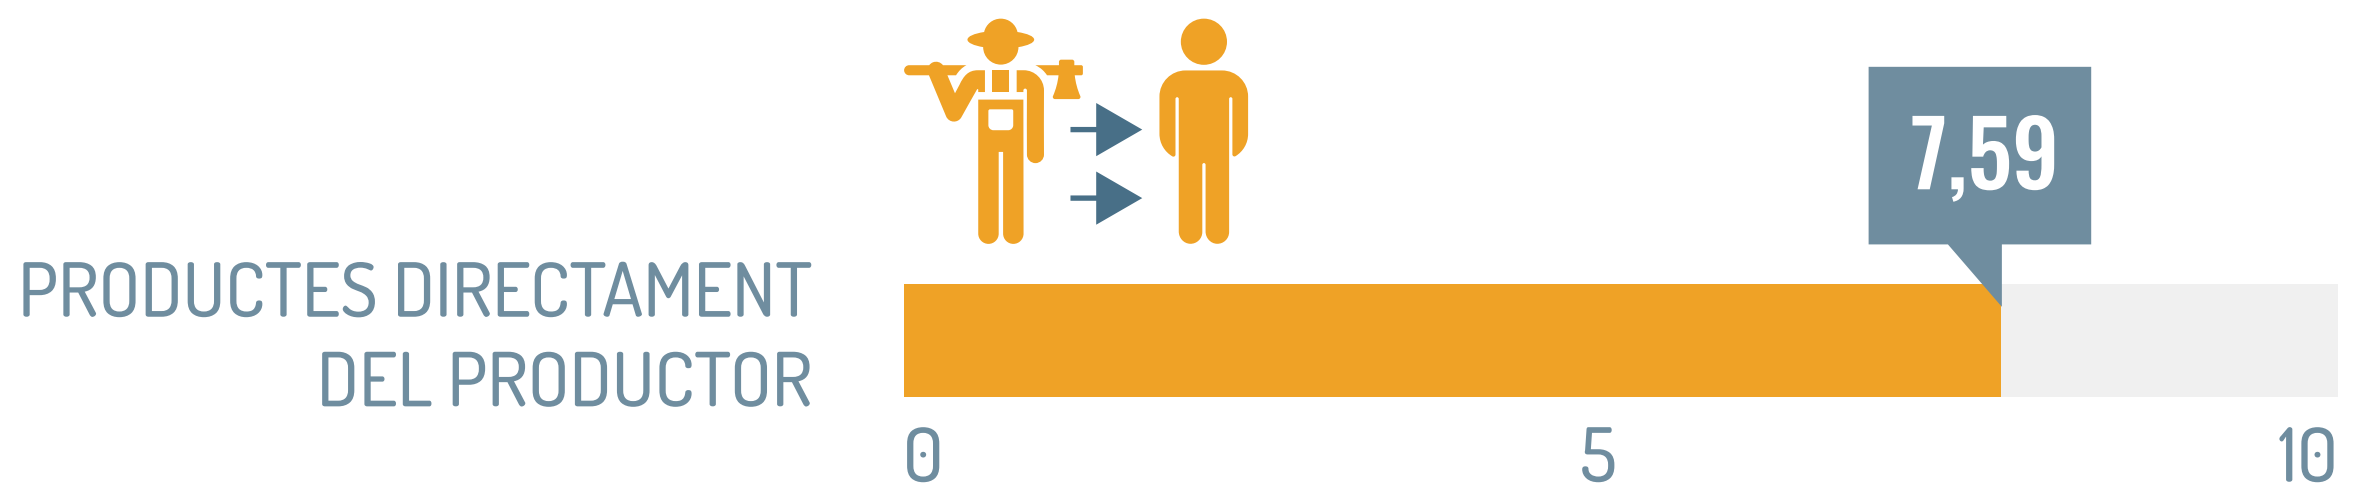 7,59
PRODUCTES DIRECTAMENT
DEL PRODUCTOR
0 5 10